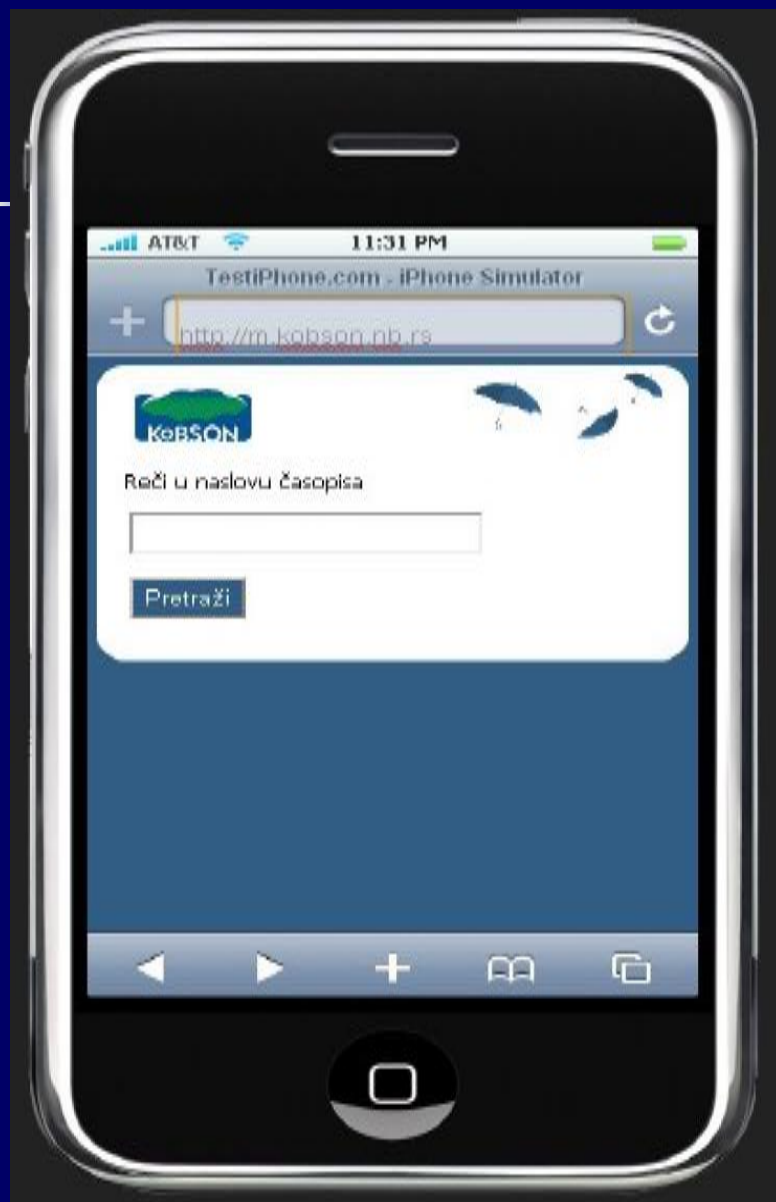 AT&T 11:31 PM
TestiPhone.com - iPhone Simulator
http://m.kobson.nb.rs
KOBSON
Reči u naslovu časopisa
Pretraži